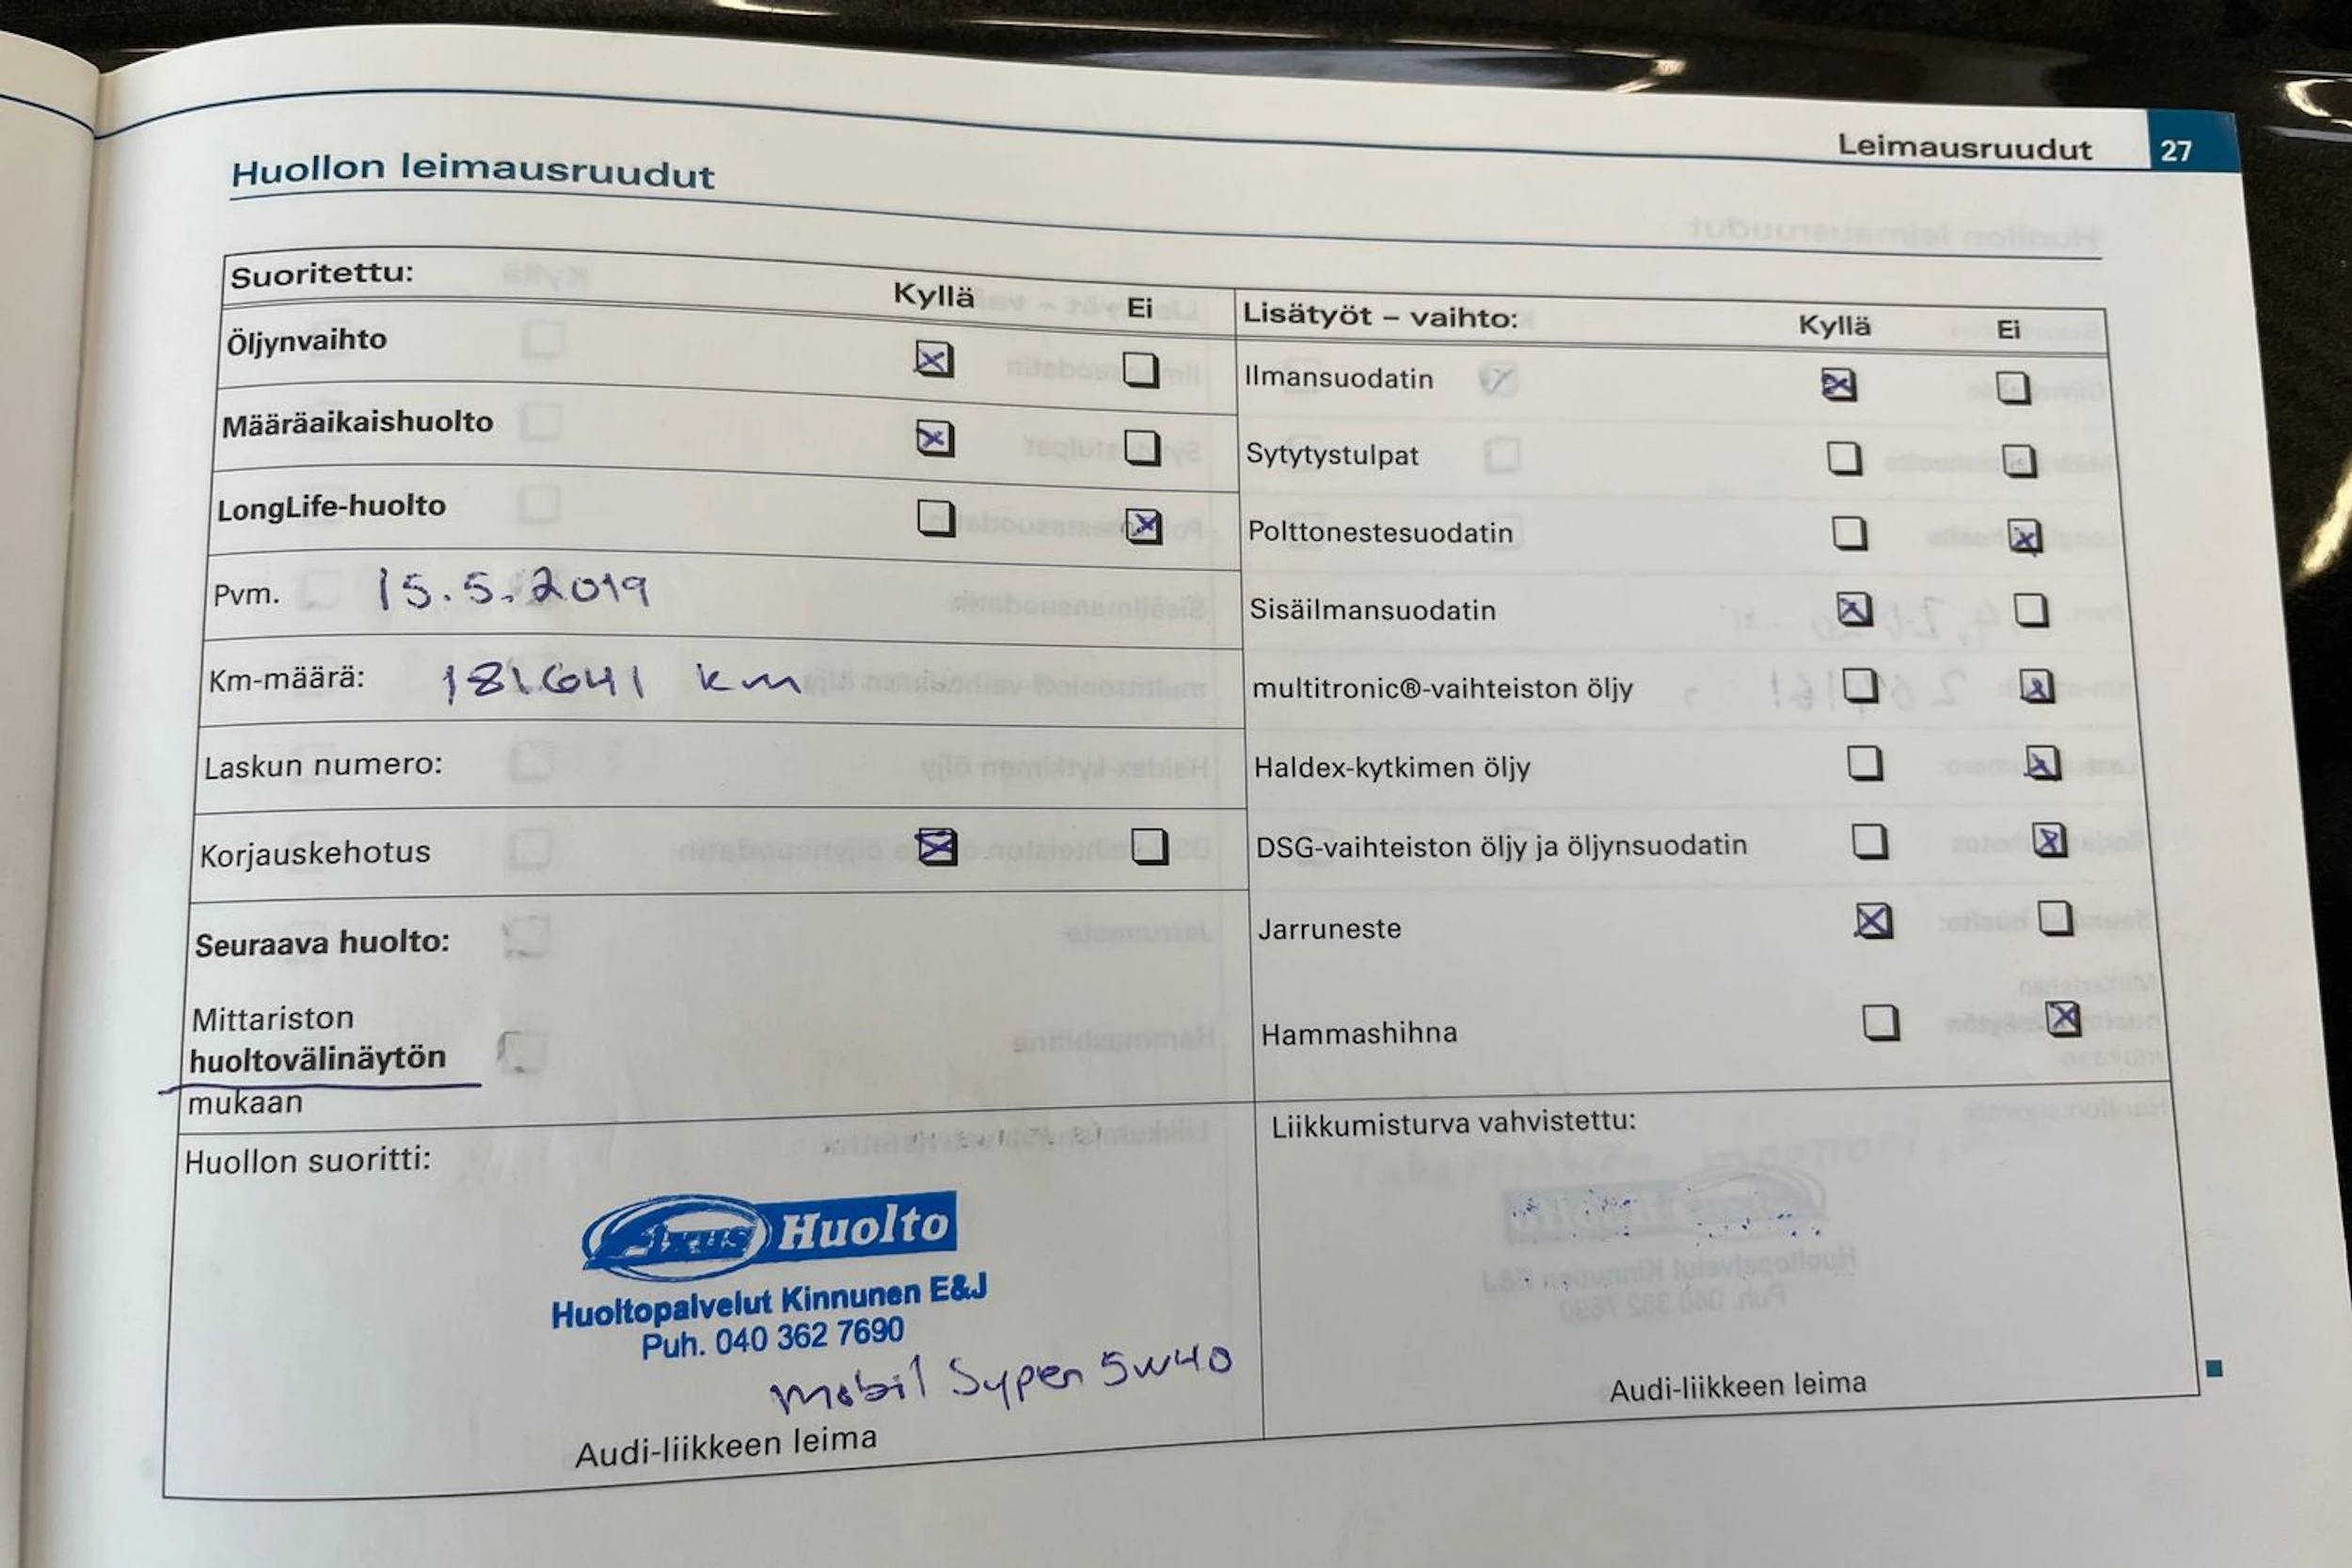 Leimausruudut 27
Huollon leimausruudut
Suoritettu: Kyllä Ei
Öljynvaihto ☒ ☐
Määräaikaishuolto ☒ ☐
LongLife-huolto ☐ ☒
Pvm. 15.5.2019
Km-määrä: 181.641 km
Laskun numero:
Korjauskehotus ☒ ☐
Seuraava huolto:
Mittariston
huoltovälinäytön
mukaan
Huollon suoritti:
Huolto
Huoltopalvelut Kinnunen E&J
Puh. 040 362 7690
Mobil Syper 5W40
Audi-liikkeen leima
Lisätyöt – vaihto: Kyllä Ei
Ilmansuodatin ☒ ☐
Sytytystulpat ☐ ☐
Polttonestesuodatin ☐ ☒
Sisäilmansuodatin ☒ ☐
multitronic®-vaihteiston öljy ☐ ☒
Haldex-kytkimen öljy ☐ ☒
DSG-vaihteiston öljy ja öljynsuodatin ☐ ☒
Jarruneste ☒ ☐
Hammashihna ☐ ☒
Liikkumisturva vahvistettu:
Audi-liikkeen leima